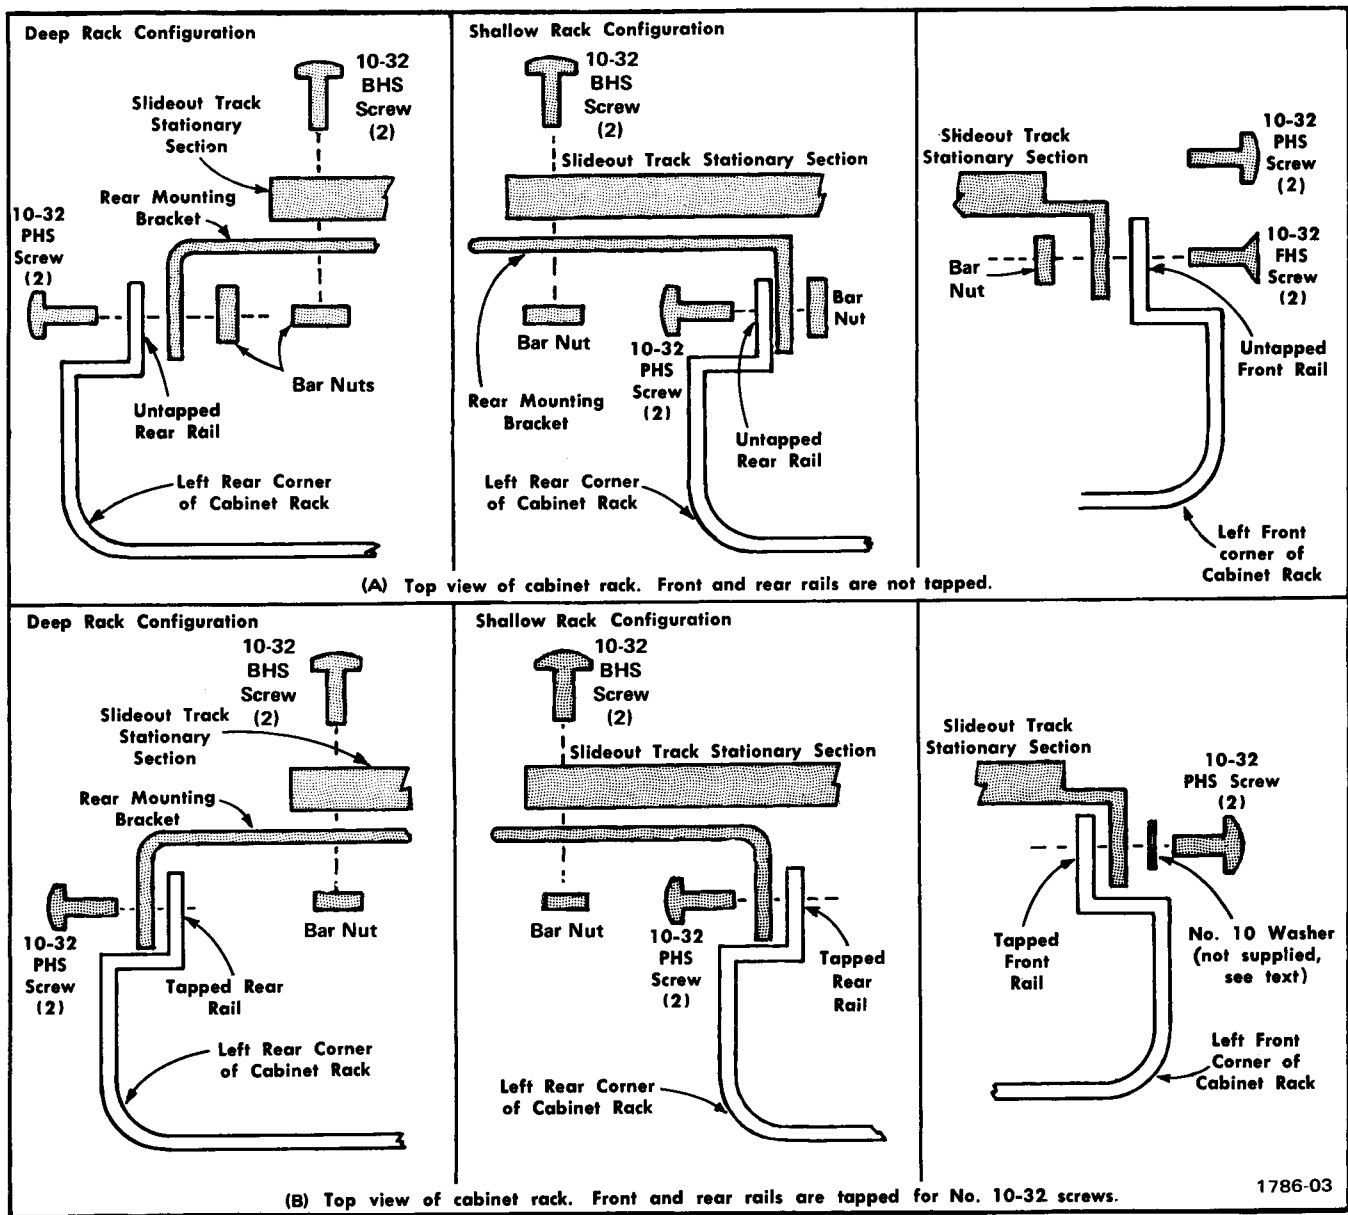 Deep Rack Configuration
10-32
BHS
Screw
(2)
Slideout Track
Stationary
Section
Rear Mounting
Bracket
10-32
PHS
Screw
(2)
Untapped
Rear Rail
Bar Nuts
Left Rear Corner
of Cabinet Rack
Shallow Rack Configuration
10-32
BHS
Screw
(2)
Slideout Track Stationary Section
Bar Nut
Bar
Nut
10-32
PHS
Screw
(2)
Rear Mounting
Bracket
Untapped
Rear Rail
Left Rear Corner
of Cabinet Rack
Slideout Track
Stationary Section
10-32
PHS
Screw
(2)
10-32
FHS
Screw
(2)
Bar
Nut
Untapped
Front Rail
Left Front
corner of
Cabinet Rack
(A) Top view of cabinet rack. Front and rear rails are not tapped.
Deep Rack Configuration
10-32
BHS
Screw
(2)
Slideout Track
Stationary
Section
Rear Mounting
Bracket
10-32
PHS
Screw
(2)
Bar Nut
Tapped Rear
Rail
Left Rear Corner
of Cabinet Rack
Shallow Rack Configuration
10-32
BHS
Screw
(2)
Slideout Track Stationary Section
Bar Nut
10-32
PHS
Screw
(2)
Tapped
Rear
Rail
Left Rear Corner
of Cabinet Rack
Slideout Track
Stationary Section
10-32
PHS Screw
(2)
Tapped
Front
Rail
No. 10 Washer
(not supplied,
see text)
Left Front
Corner of
Cabinet Rack
(B) Top view of cabinet rack. Front and rear rails are tapped for No. 10-32 screws.
1786-03